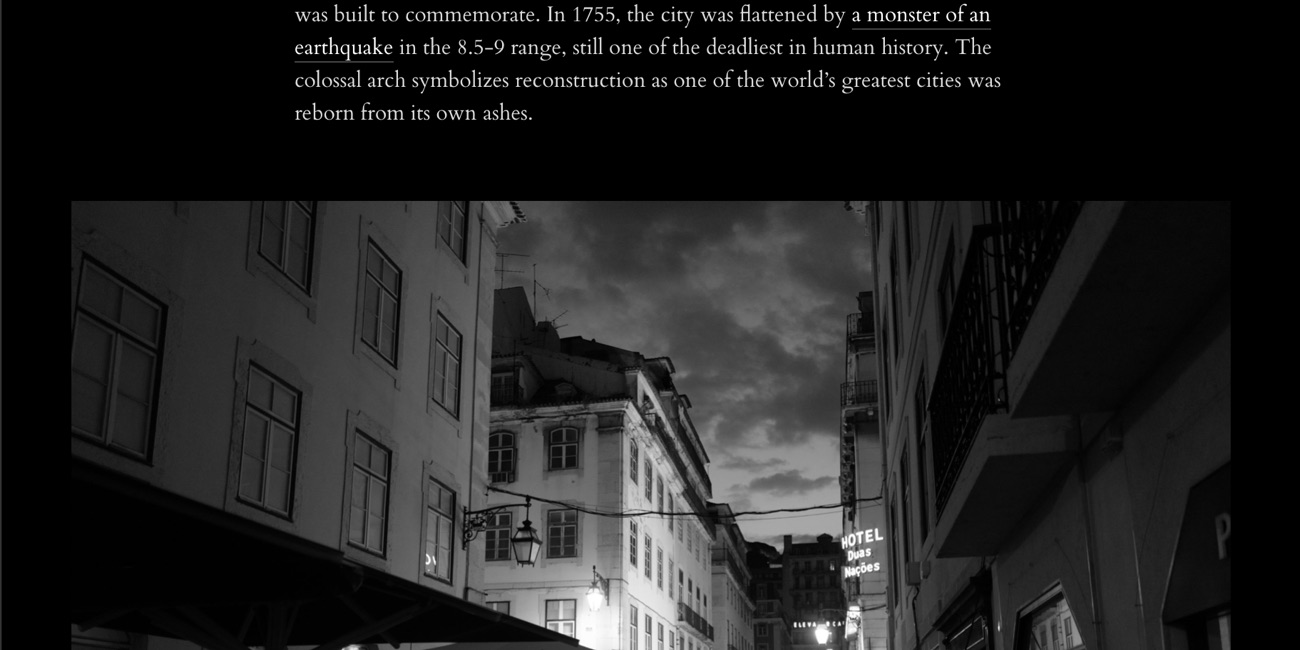 was built to commemorate. In 1755, the city was flattened by a monster of an
earthquake in the 8.5-9 range, still one of the deadliest in human history. The
colossal arch symbolizes reconstruction as one of the world’s greatest cities was
reborn from its own ashes.
HOTEL
Duas
Nações